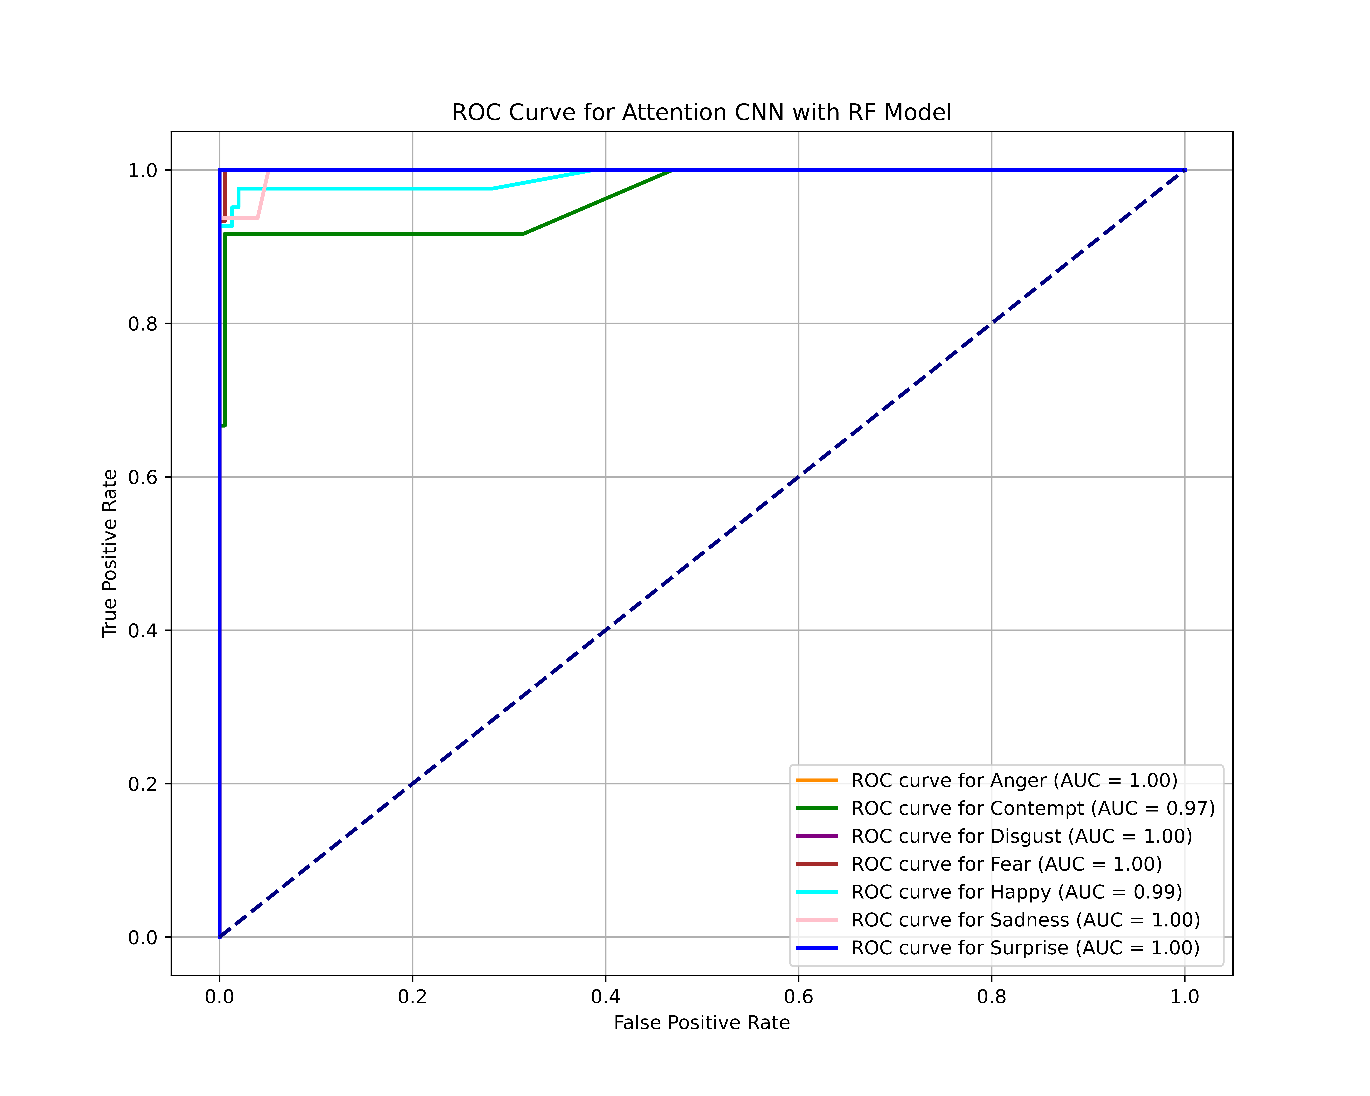 ROC Curve for Attention CNN with RF Model
True Positive Rate
1.0
0.8
0.6
0.4
0.2
0.0
ROC curve for Anger (AUC = 1.00)
ROC curve for Contempt (AUC = 0.97)
ROC curve for Disgust (AUC = 1.00)
ROC curve for Fear (AUC = 1.00)
ROC curve for Happy (AUC = 0.99)
ROC curve for Sadness (AUC = 1.00)
ROC curve for Surprise (AUC = 1.00)
0.0 0.2 0.4 0.6 0.8 1.0
False Positive Rate